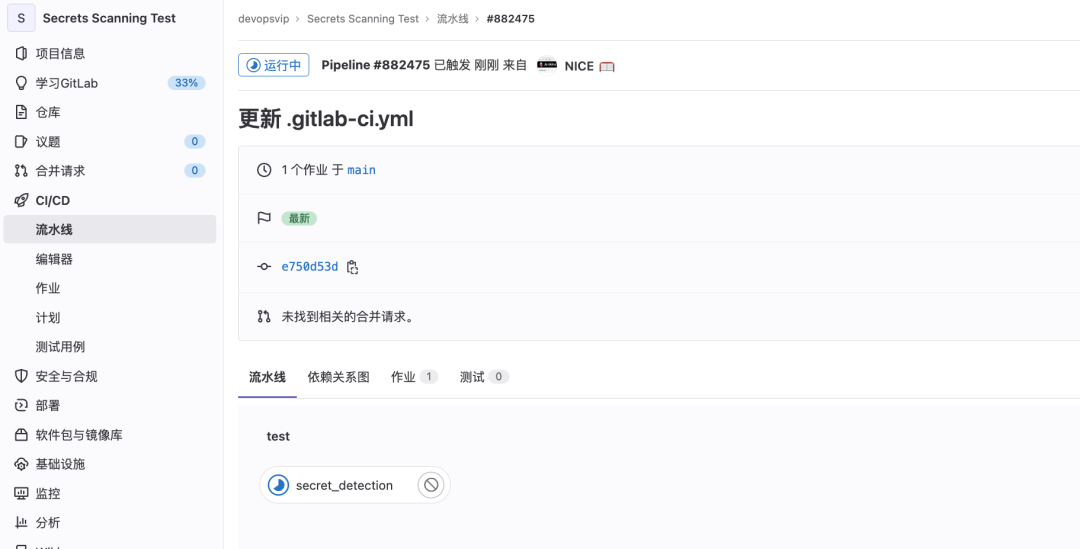 S Secrets Scanning Test
项目信息
学习GitLab 33%
仓库
议题 0
合并请求 0
CI/CD
流水线
编辑器
作业
计划
测试用例
安全与合规
部署
软件包与镜像库
基础设施
监控
分析
devopsvip › Secrets Scanning Test › 流水线 › #882475
运行中 Pipeline #882475 已触发 刚刚 来自 NICE
更新 .gitlab-ci.yml
1 个作业 于 main
最新
e750d53d
未找到相关的合并请求。
流水线 依赖关系图 作业 1 测试 0
test
secret_detection